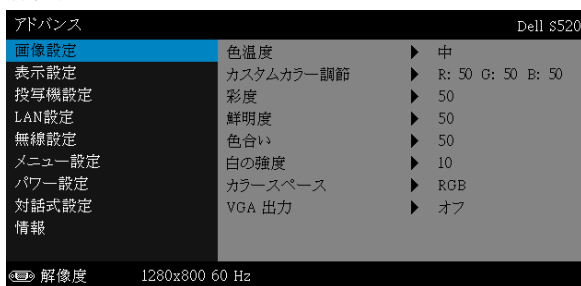 アドバンス Dell S520
画像設定 色温度 中
表示設定 カスタムカラー調節 R: 50 G: 50 B: 50
投写機設定 彩度 50
LAN設定 鮮明度 50
無線設定 色合い 50
メニュー設定 白の強度 10
パワー設定 カラースペース RGB
対話式設定 VGA 出力 オフ
情報
解像度 1280x800 60 Hz